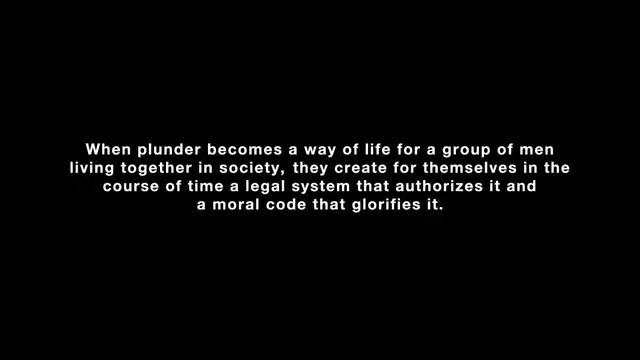 When plunder becomes a way of life for a group of men
living together in society, they create for themselves in the
course of time a legal system that authorizes it and
a moral code that glorifies it.